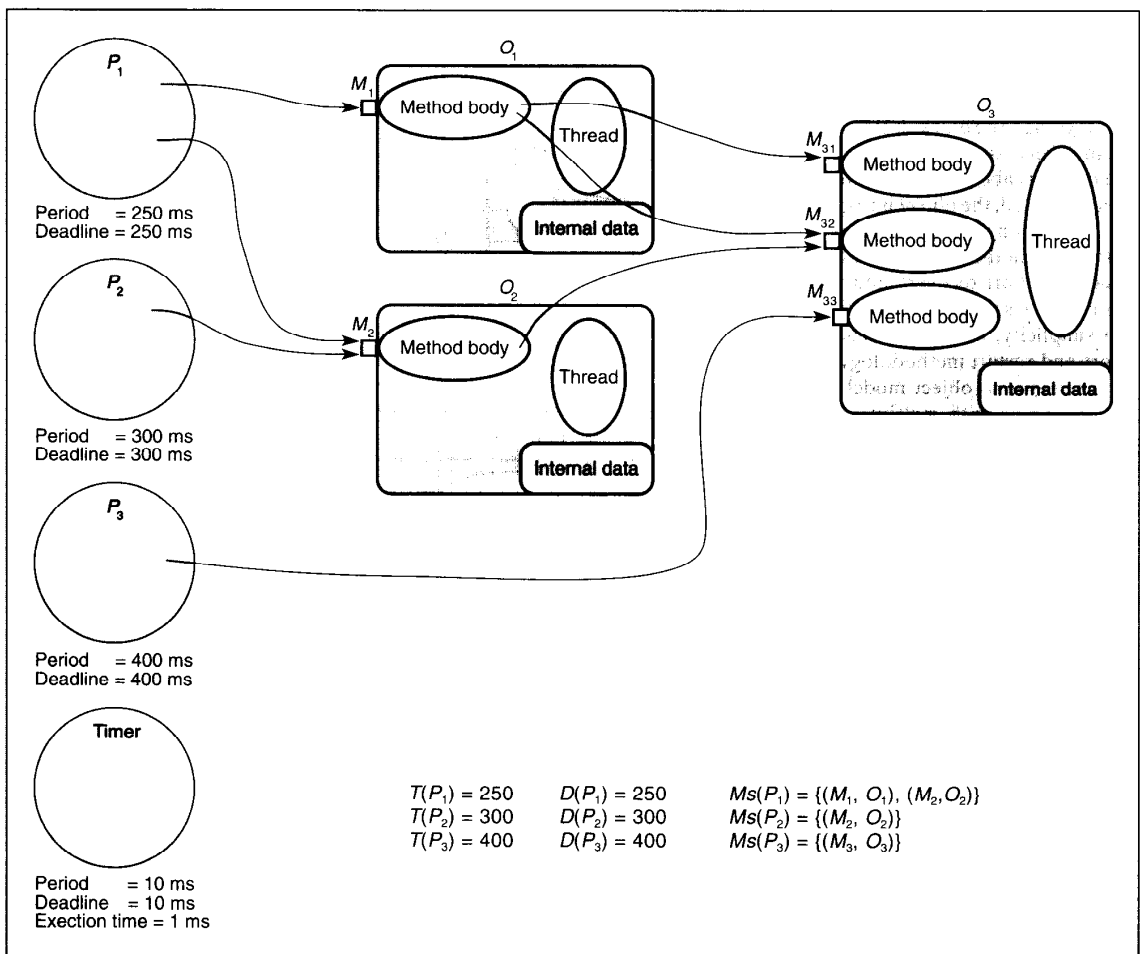 P₁
Period = 250 ms
Deadline = 250 ms
P₂
Period = 300 ms
Deadline = 300 ms
P₃
Period = 400 ms
Deadline = 400 ms
Timer
Period = 10 ms
Deadline = 10 ms
Exection time = 1 ms
O₁
M₁
Method body
Thread
Internal data
O₂
M₂
Method body
Thread
Internal data
O₃
M₃₁
Method body
M₃₂
Method body
M₃₃
Method body
Thread
Internal data
T(P₁) = 250 D(P₁) = 250 Ms(P₁) = {(M₁, O₁), (M₂,O₂)}
T(P₂) = 300 D(P₂) = 300 Ms(P₂) = {(M₂, O₂)}
T(P₃) = 400 D(P₃) = 400 Ms(P₃) = {(M₃, O₃)}